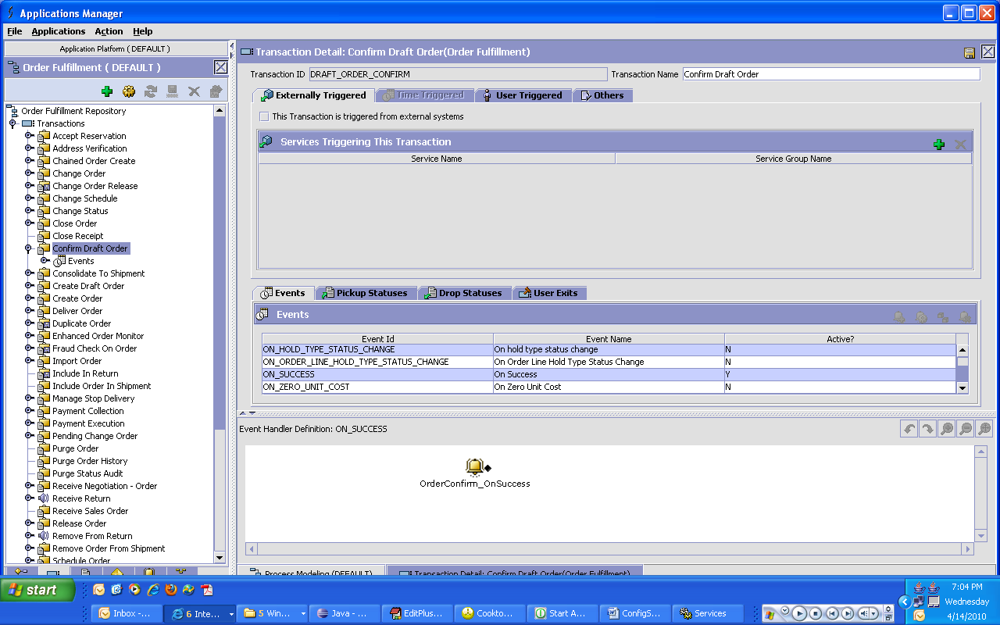 Applications Manager
File Applications Action Help
Application Platform ( DEFAULT )
Order Fulfillment ( DEFAULT )
Order Fulfillment Repository
Transactions
Accept Reservation
Address Verification
Chained Order Create
Change Order
Change Order Release
Change Schedule
Change Status
Close Order
Close Receipt
Confirm Draft Order
Events
Consolidate To Shipment
Create Draft Order
Create Order
Deliver Order
Duplicate Order
Enhanced Order Monitor
Fraud Check On Order
Import Order
Include In Return
Include Order In Shipment
Manage Stop Delivery
Payment Collection
Payment Execution
Pending Change Order
Purge Order
Purge Order History
Purge Status Audit
Receive Negotiation - Order
Receive Return
Receive Sales Order
Release Order
Remove From Return
Remove Order From Shipment
Schedule Order
Transaction Detail: Confirm Draft Order(Order Fulfillment)
Transaction ID DRAFT_ORDER_CONFIRM Transaction Name Confirm Draft Order
Externally Triggered Time Triggered User Triggered Others
This Transaction is triggered from external systems
Services Triggering This Transaction
Service Name Service Group Name
Events Pickup Statuses Drop Statuses User Exits
Events
Event Id Event Name Active?
ON_HOLD_TYPE_STATUS_CHANGE On hold type status change N
ON_ORDER_LINE_HOLD_TYPE_STATUS_CHANGE On Order Line Hold Type Status Change N
ON_SUCCESS On Success Y
ON_ZERO_UNIT_COST On Zero Unit Cost N
Event Handler Definition: ON_SUCCESS
OrderConfirm_OnSuccess
Process Modeling (DEFAULT) Transaction Detail: Confirm Draft Order(Order Fulfillment)
start
Inbox -... 6 Inte... 5 Win... Java - ... EditPlus... Cookto... Start A... ConfigS... Services
7:04 PM
Wednesday
4/14/2010